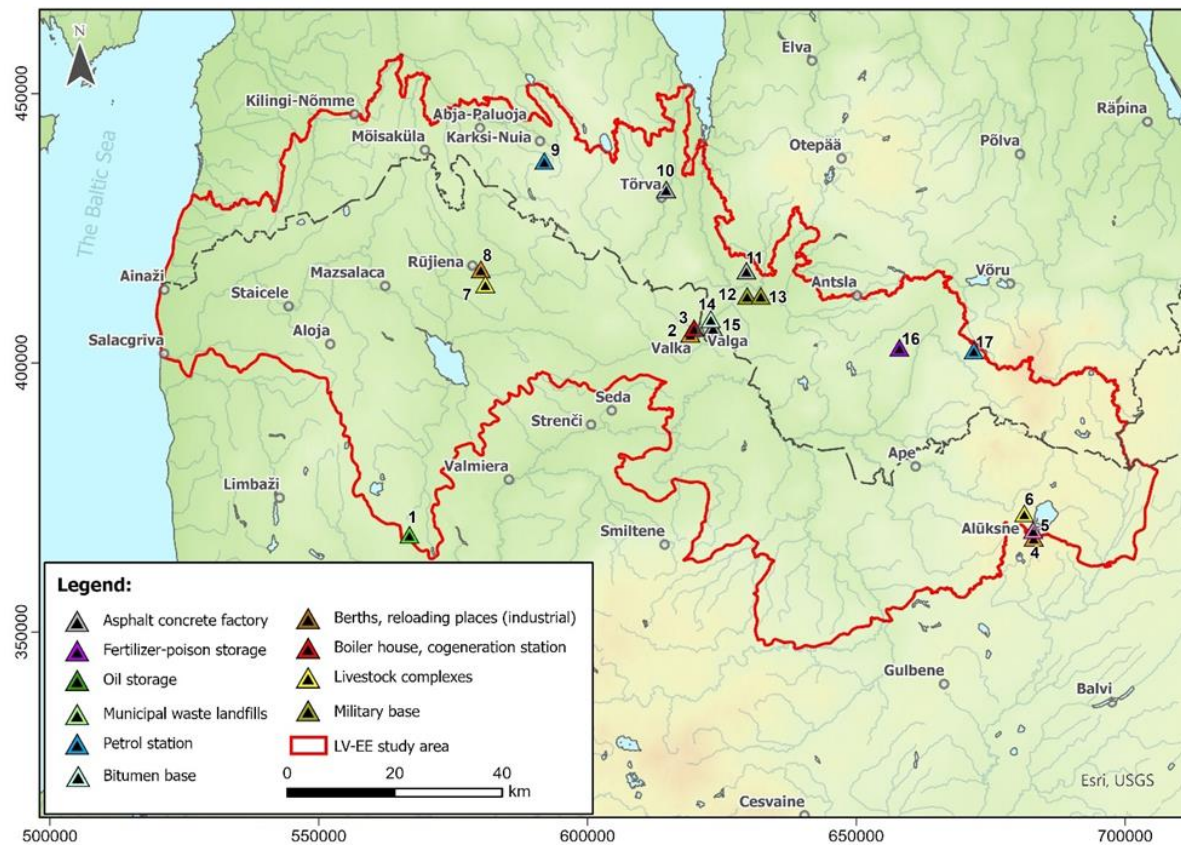 N
450000
400000
350000
The Baltic Sea
Elva
Kilingi-Nõmme
Abja-Paluoja
Räpina
Mõisaküla
Karksi-Nuia
Otepää
Põlva
9
10
Tõrva
Rūjiena
8
11
Ainaži
Mazsalaca
7
Antsla
Võru
Staicele
12
13
14
3
15
Salacgrīva
Aloja
2
Valka
Valga
16
17
Seda
Strenči
Ape
Valmiera
Limbaži
1
Smiltene
6
Alūksne
5
4
Gulbene
Balvi
Cesvaine
Esri, USGS
Legend:
Asphalt concrete factory
Fertilizer-poison storage
Oil storage
Municipal waste landfills
Petrol station
Bitumen base
Berths, reloading places (industrial)
Boiler house, cogeneration station
Livestock complexes
Military base
LV-EE study area
0 20 40
km
500000 550000 600000 650000 700000